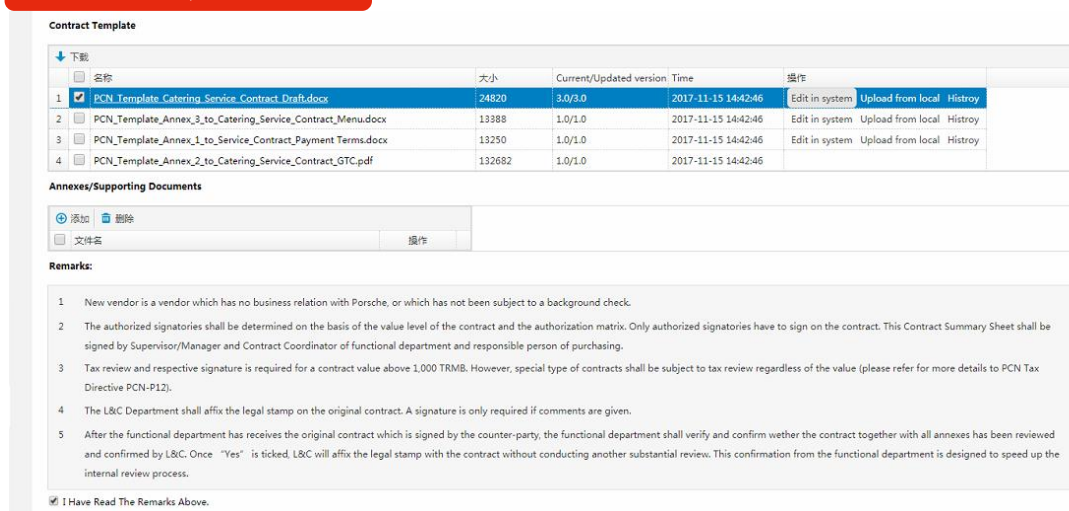 Contract Template
下载
名称 大小 Current/Updated version Time 操作
1 PCN_Template_Catering_Service_Contract_Draft.docx 24820 3.0/3.0 2017-11-15 14:42:46 Edit in system Upload from local Histroy
2 PCN_Template_Annex_3_to_Catering_Service_Contract_Menu.docx 13388 1.0/1.0 2017-11-15 14:42:46 Edit in system Upload from local Histroy
3 PCN_Template_Annex_1_to_Service_Contract_Payment Terms.docx 13250 1.0/1.0 2017-11-15 14:42:46 Edit in system Upload from local Histroy
4 PCN_Template_Annex_2_to_Catering_Service_Contract_GTC.pdf 132682 1.0/1.0 2017-11-15 14:42:46
Annexes/Supporting Documents
添加 删除
文件名 操作
Remarks:
1 New vendor is a vendor which has no business relation with Porsche, or which has not been subject to a background check.
2 The authorized signatories shall be determined on the basis of the value level of the contract and the authorization matrix. Only authorized signatories have to sign on the contract. This Contract Summary Sheet shall be
signed by Supervisor/Manager and Contract Coordinator of functional department and responsible person of purchasing.
3 Tax review and respective signature is required for a contract value above 1,000 TRMB. However, special type of contracts shall be subject to tax review regardless of the value (please refer for more details to PCN Tax
Directive PCN-P12).
4 The L&C Department shall affix the legal stamp on the original contract. A signature is only required if comments are given.
5 After the functional department has receives the original contract which is signed by the counter-party, the functional department shall verify and confirm wether the contract together with all annexes has been reviewed
and confirmed by L&C. Once “Yes” is ticked, L&C will affix the legal stamp with the contract without conducting another substantial review. This confirmation from the functional department is designed to speed up the
internal review process.
I Have Read The Remarks Above.